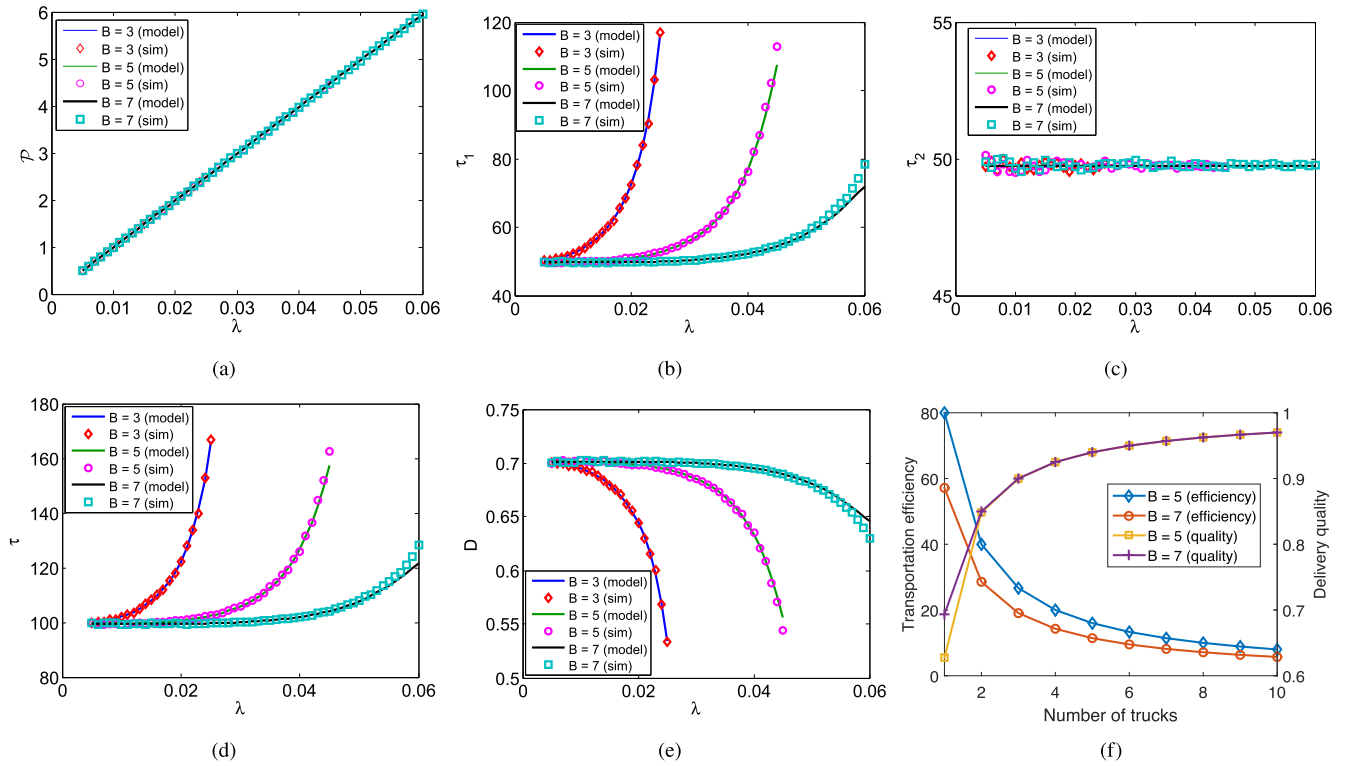 6
5
4
3
2
1
0
𝒫
B = 3 (model)
B = 3 (sim)
B = 5 (model)
B = 5 (sim)
B = 7 (model)
B = 7 (sim)
0 0.01 0.02 0.03 0.04 0.05 0.06
λ
(a)
120
100
80
60
40
τ1
B = 3 (model)
B = 3 (sim)
B = 5 (model)
B = 5 (sim)
B = 7 (model)
B = 7 (sim)
0 0.02 0.04 0.06
λ
(b)
55
50
45
τ2
B = 3 (model)
B = 3 (sim)
B = 5 (model)
B = 5 (sim)
B = 7 (model)
B = 7 (sim)
0 0.01 0.02 0.03 0.04 0.05 0.06
λ
(c)
180
160
140
120
100
80
τ
B = 3 (model)
B = 3 (sim)
B = 5 (model)
B = 5 (sim)
B = 7 (model)
B = 7 (sim)
0 0.02 0.04 0.06
λ
(d)
0.75
0.7
0.65
0.6
0.55
0.5
D
B = 3 (model)
B = 3 (sim)
B = 5 (model)
B = 5 (sim)
B = 7 (model)
B = 7 (sim)
0 0.02 0.04 0.06
λ
(e)
80
60
40
20
0
Transportation efficiency
B = 5 (efficiency)
B = 7 (efficiency)
B = 5 (quality)
B = 7 (quality)
1
0.9
0.8
0.7
0.6
Delivery quality
2 4 6 8 10
Number of trucks
(f)